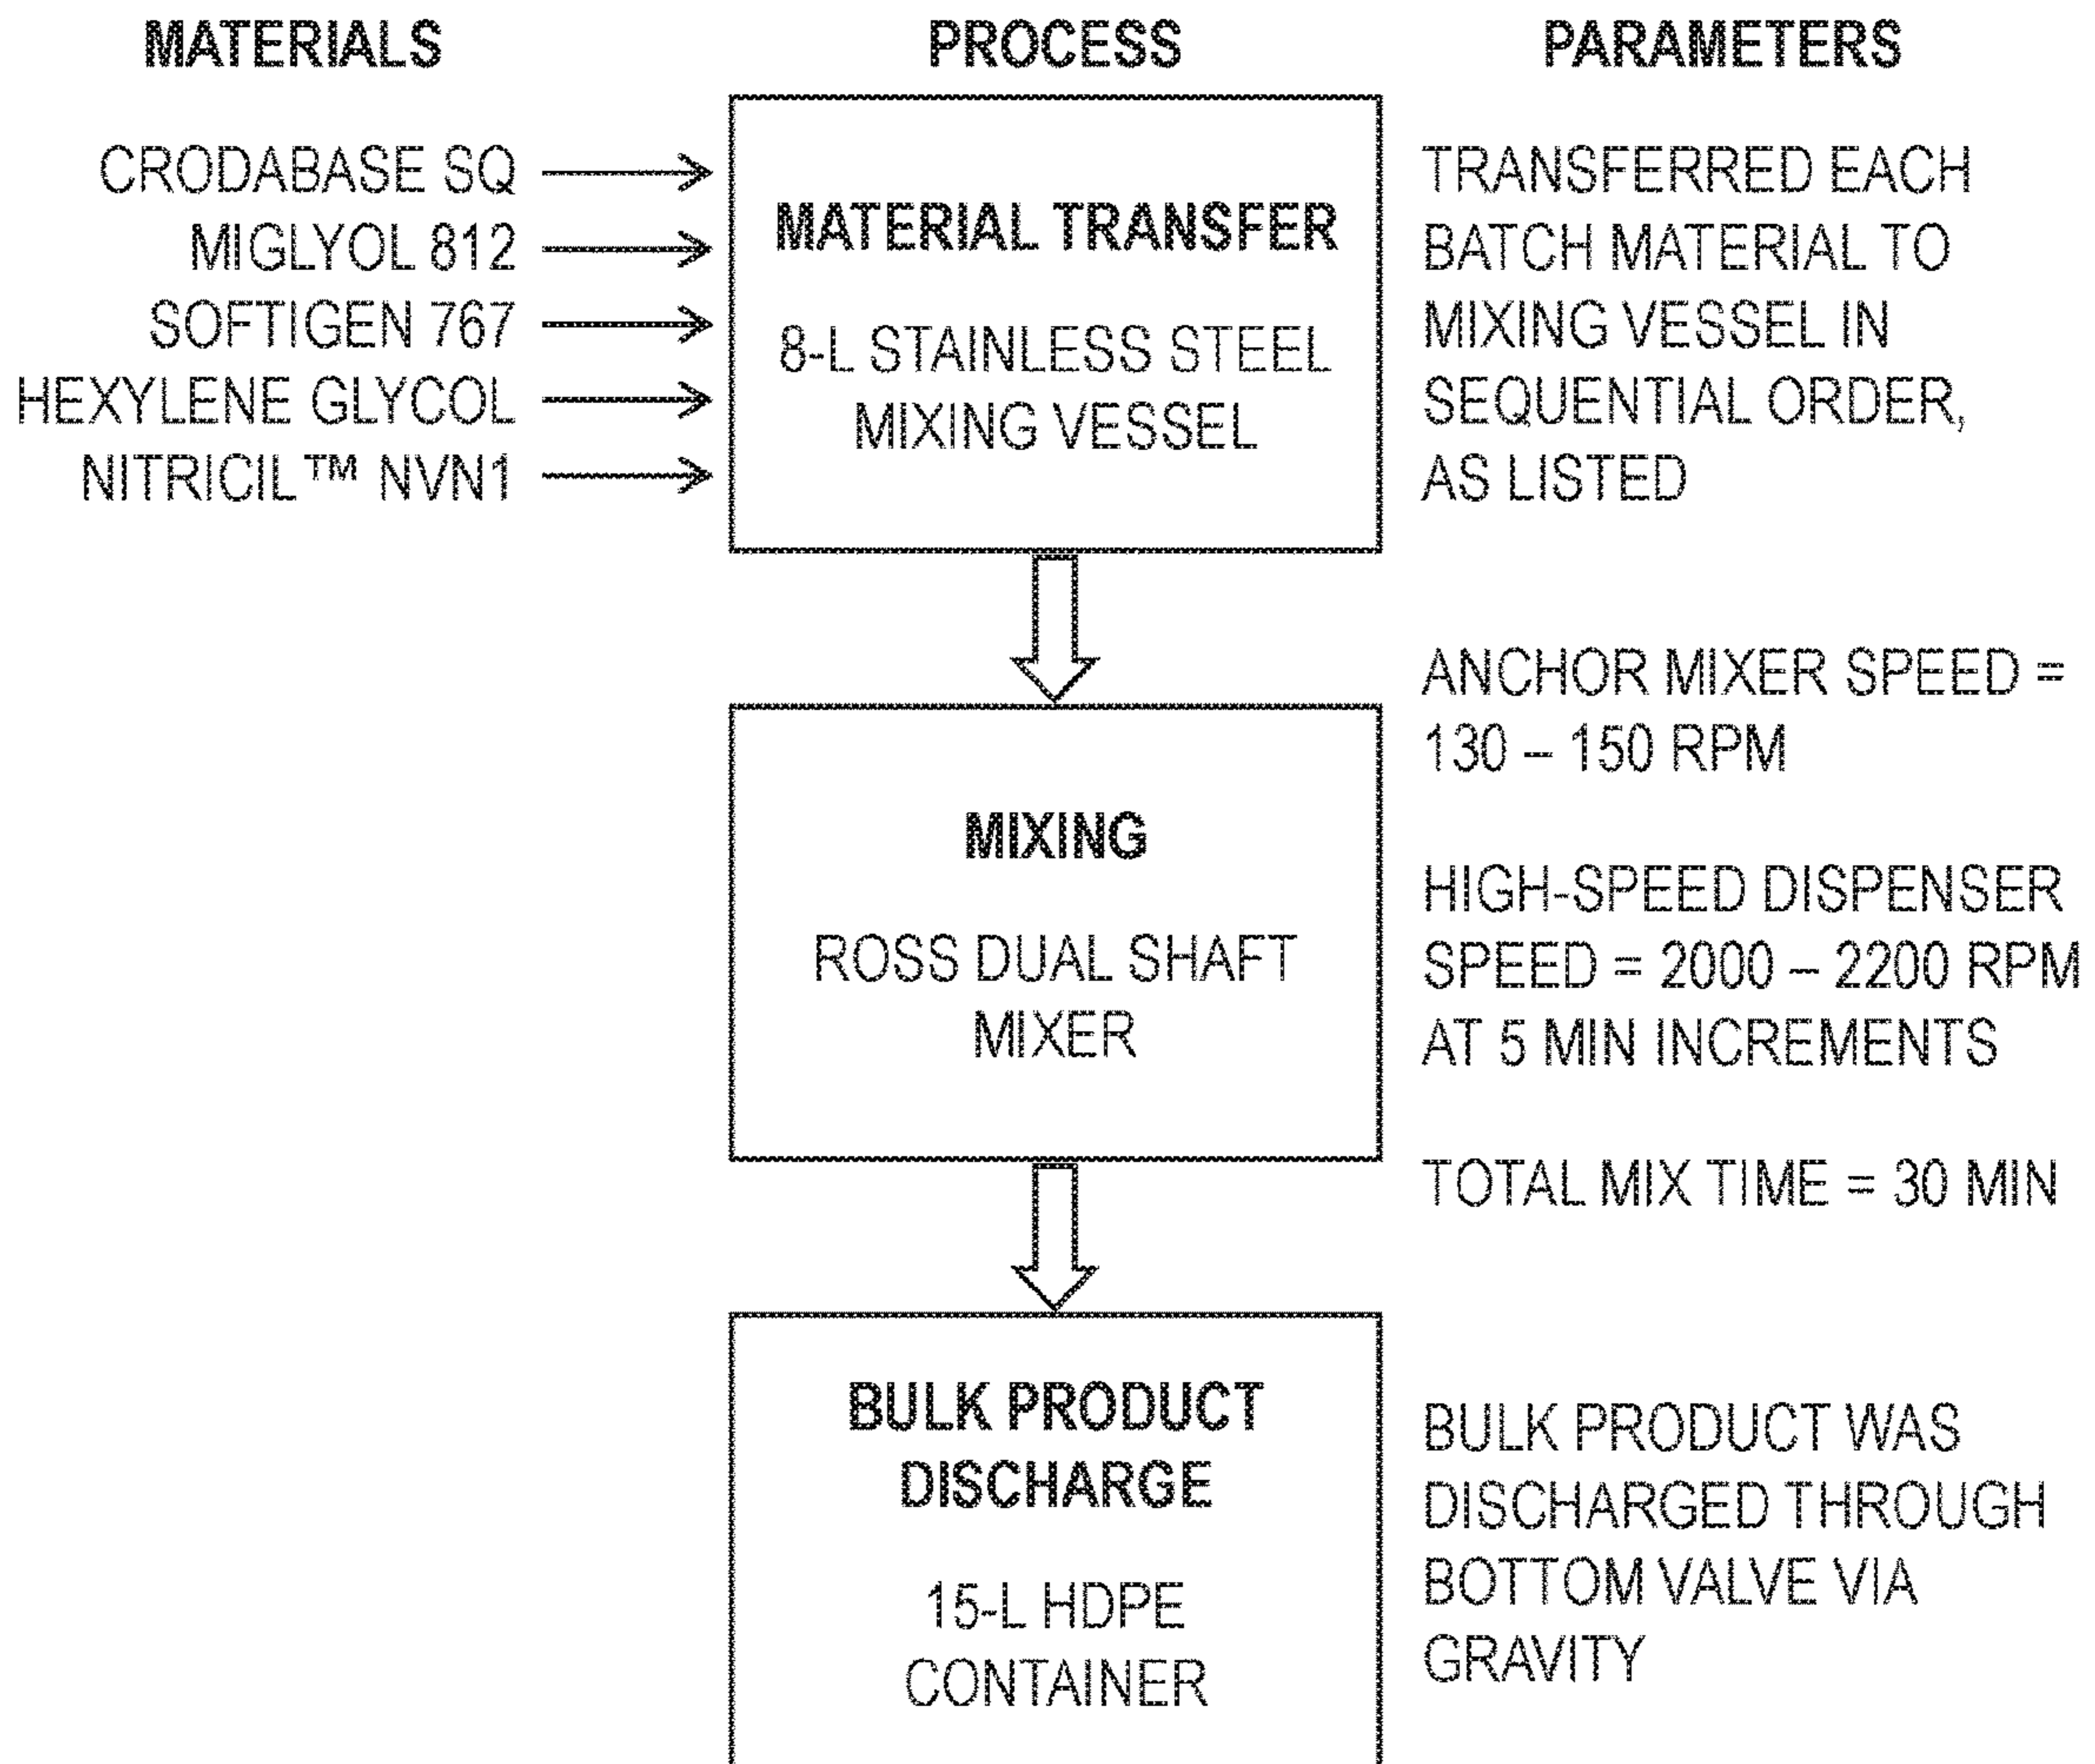 MATERIALS
PROCESS
PARAMETERS
CRODABASE SQ
MIGLYOL 812
SOFTIGEN 767
HEXYLENE GLYCOL
NITRICIL™ NVN1
MATERIAL TRANSFER
8-L STAINLESS STEEL
MIXING VESSEL
TRANSFERRED EACH
BATCH MATERIAL TO
MIXING VESSEL IN
SEQUENTIAL ORDER,
AS LISTED
MIXING
ROSS DUAL SHAFT
MIXER
ANCHOR MIXER SPEED =
130 – 150 RPM
HIGH-SPEED DISPENSER
SPEED = 2000 – 2200 RPM
AT 5 MIN INCREMENTS
TOTAL MIX TIME = 30 MIN
BULK PRODUCT
DISCHARGE
15-L HDPE
CONTAINER
BULK PRODUCT WAS
DISCHARGED THROUGH
BOTTOM VALVE VIA
GRAVITY